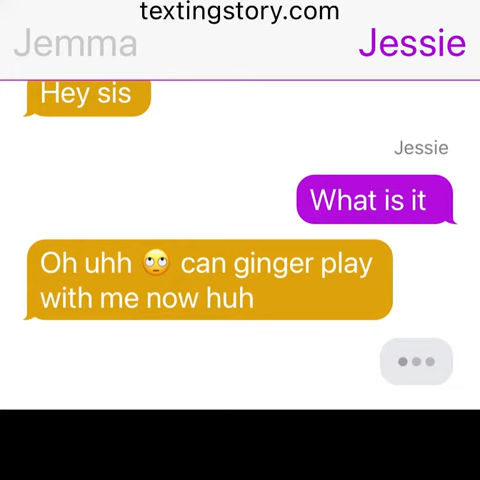 textingstory.com
Jemma
Jessie
Hey sis
Jessie
What is it
Oh uhh 🙄 can ginger play
with me now huh